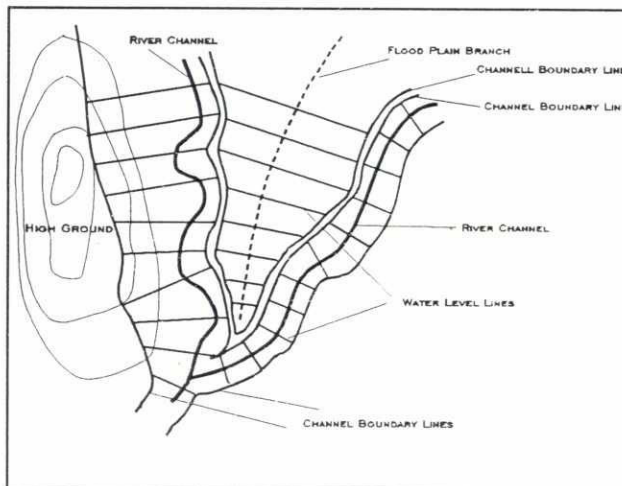 RIVER CHANNEL
FLOOD PLAIN BRANCH
CHANNELL BOUNDARY LINE
CHANNEL BOUNDARY LINE
HIGH GROUND
RIVER CHANNEL
WATER LEVEL LINES
CHANNEL BOUNDARY LINES